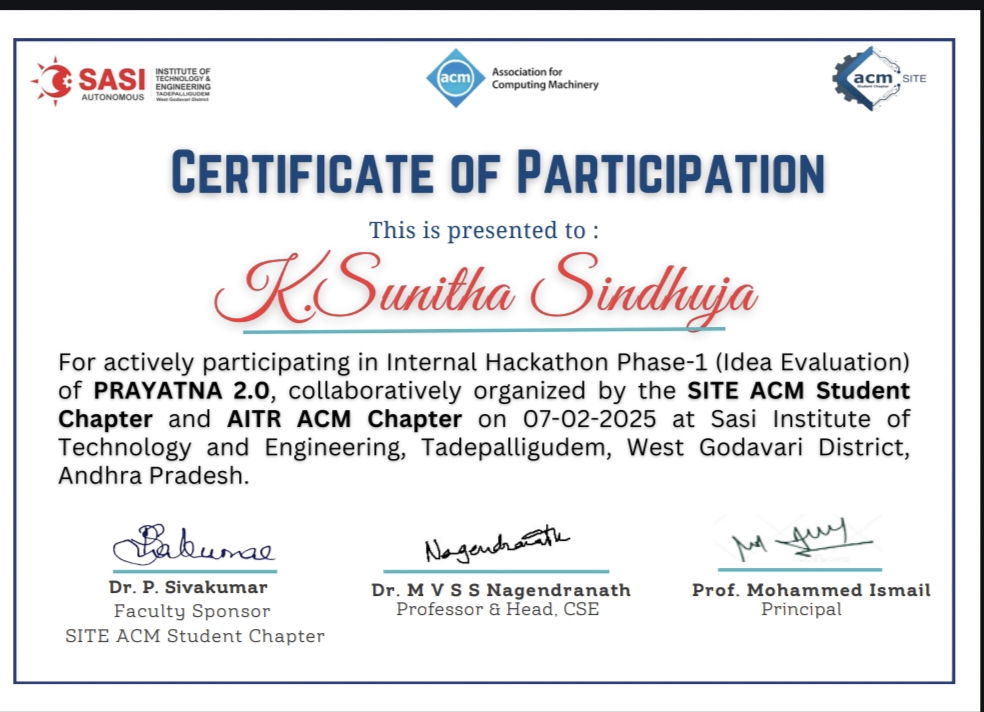 SASI
AUTONOMOUS
INSTITUTE OF
TECHNOLOGY &
ENGINEERING
TADEPALLIGUDEM
West Godavari District
acm
Association for
Computing Machinery
acm SITE
Student Chapter
CERTIFICATE OF PARTICIPATION
This is presented to :
K.Sunitha Sindhuja
For actively participating in Internal Hackathon Phase-1 (Idea Evaluation)
of PRAYATNA 2.0, collaboratively organized by the SITE ACM Student
Chapter and AITR ACM Chapter on 07-02-2025 at Sasi Institute of
Technology and Engineering, Tadepalligudem, West Godavari District,
Andhra Pradesh.
Nagendranath
Dr. P. Sivakumar
Faculty Sponsor
SITE ACM Student Chapter
Dr. M V S S Nagendranath
Professor & Head, CSE
Prof. Mohammed Ismail
Principal